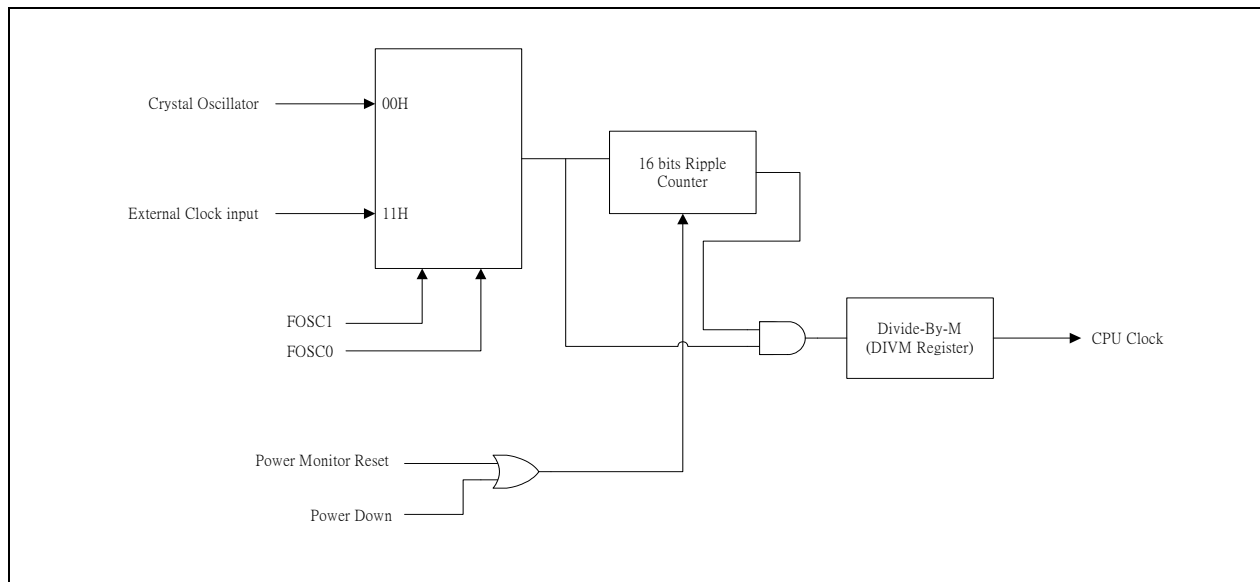 Crystal Oscillator
00H
16 bits Ripple
Counter
External Clock input
11H
FOSC1
FOSC0
Divide-By-M
(DIVM Register)
CPU Clock
Power Monitor Reset
Power Down